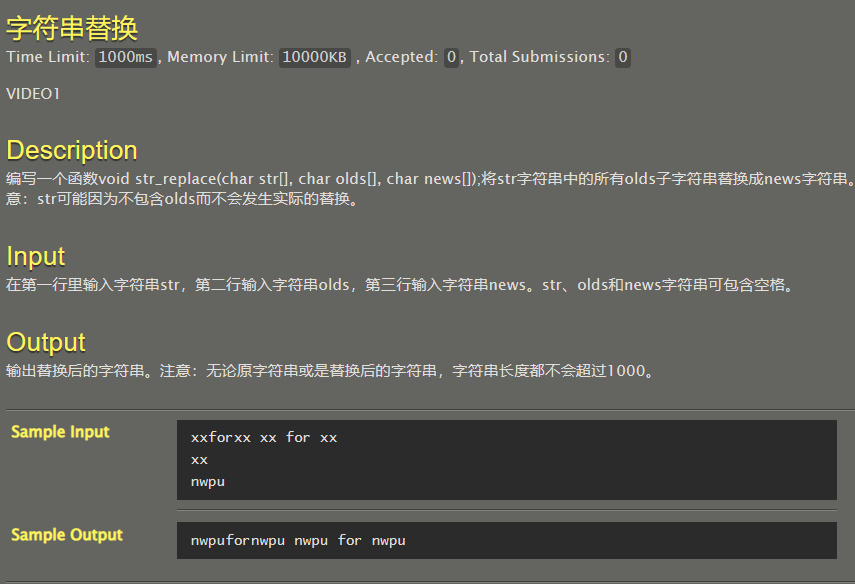 字符串替换
Time Limit: 1000ms, Memory Limit: 10000KB , Accepted: 0, Total Submissions: 0
VIDEO1
Description
编写一个函数void str_replace(char str[], char olds[], char news[]);将str字符串中的所有olds子字符串替换成news字符串。
意：str可能因为不包含olds而不会发生实际的替换。
Input
在第一行里输入字符串str，第二行输入字符串olds，第三行输入字符串news。str、olds和news字符串可包含空格。
Output
输出替换后的字符串。注意：无论原字符串或是替换后的字符串，字符串长度都不会超过1000。
Sample Input
xxforxx xx for xx
xx
nwpu
Sample Output
nwpufornwpu nwpu for nwpu